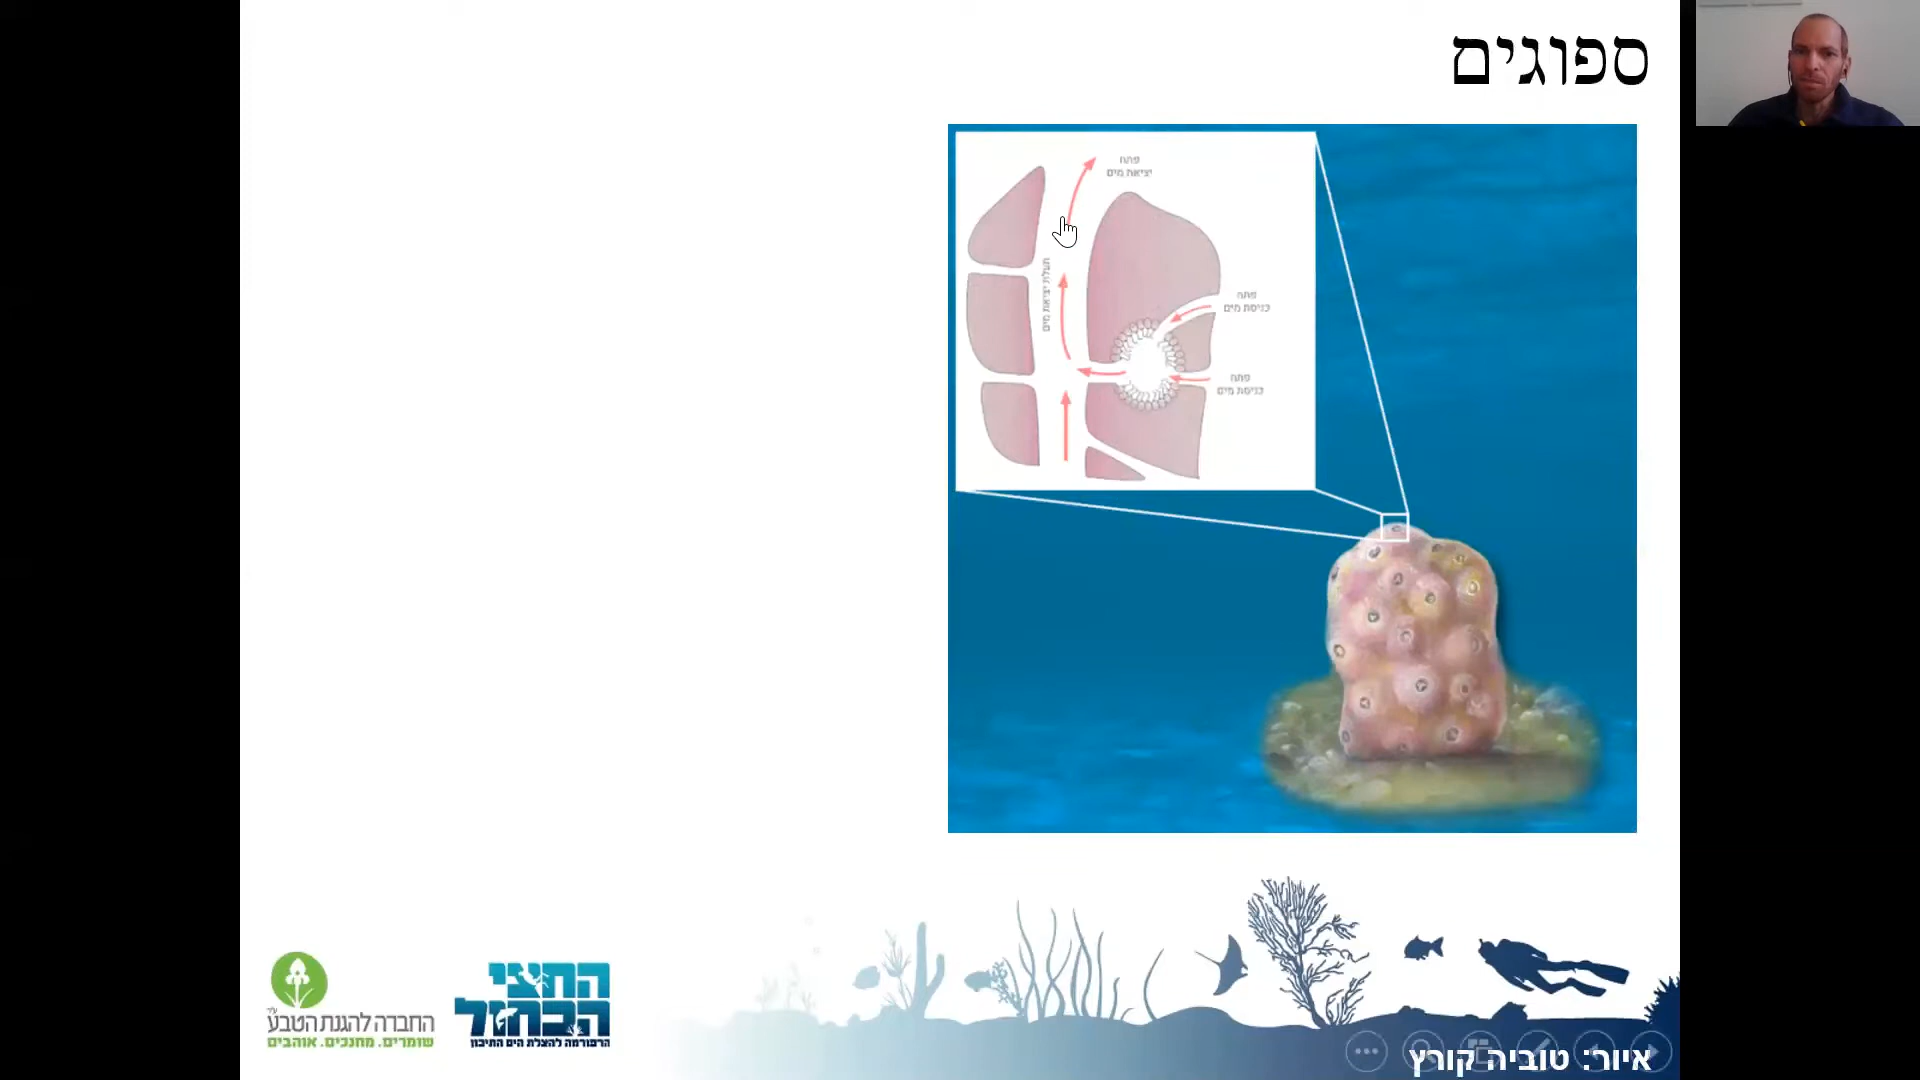 ספוגים
פתח
יציאת מים
תעלת יציאת מים
פתח
כניסת מים
פתח
כניסת מים
החברה להגנת הטבע
שומרים. מחנכים. אוהבים
החצי
הכחול
הרפורמה להצלת הים התיכון
איור: טוביה קורץ